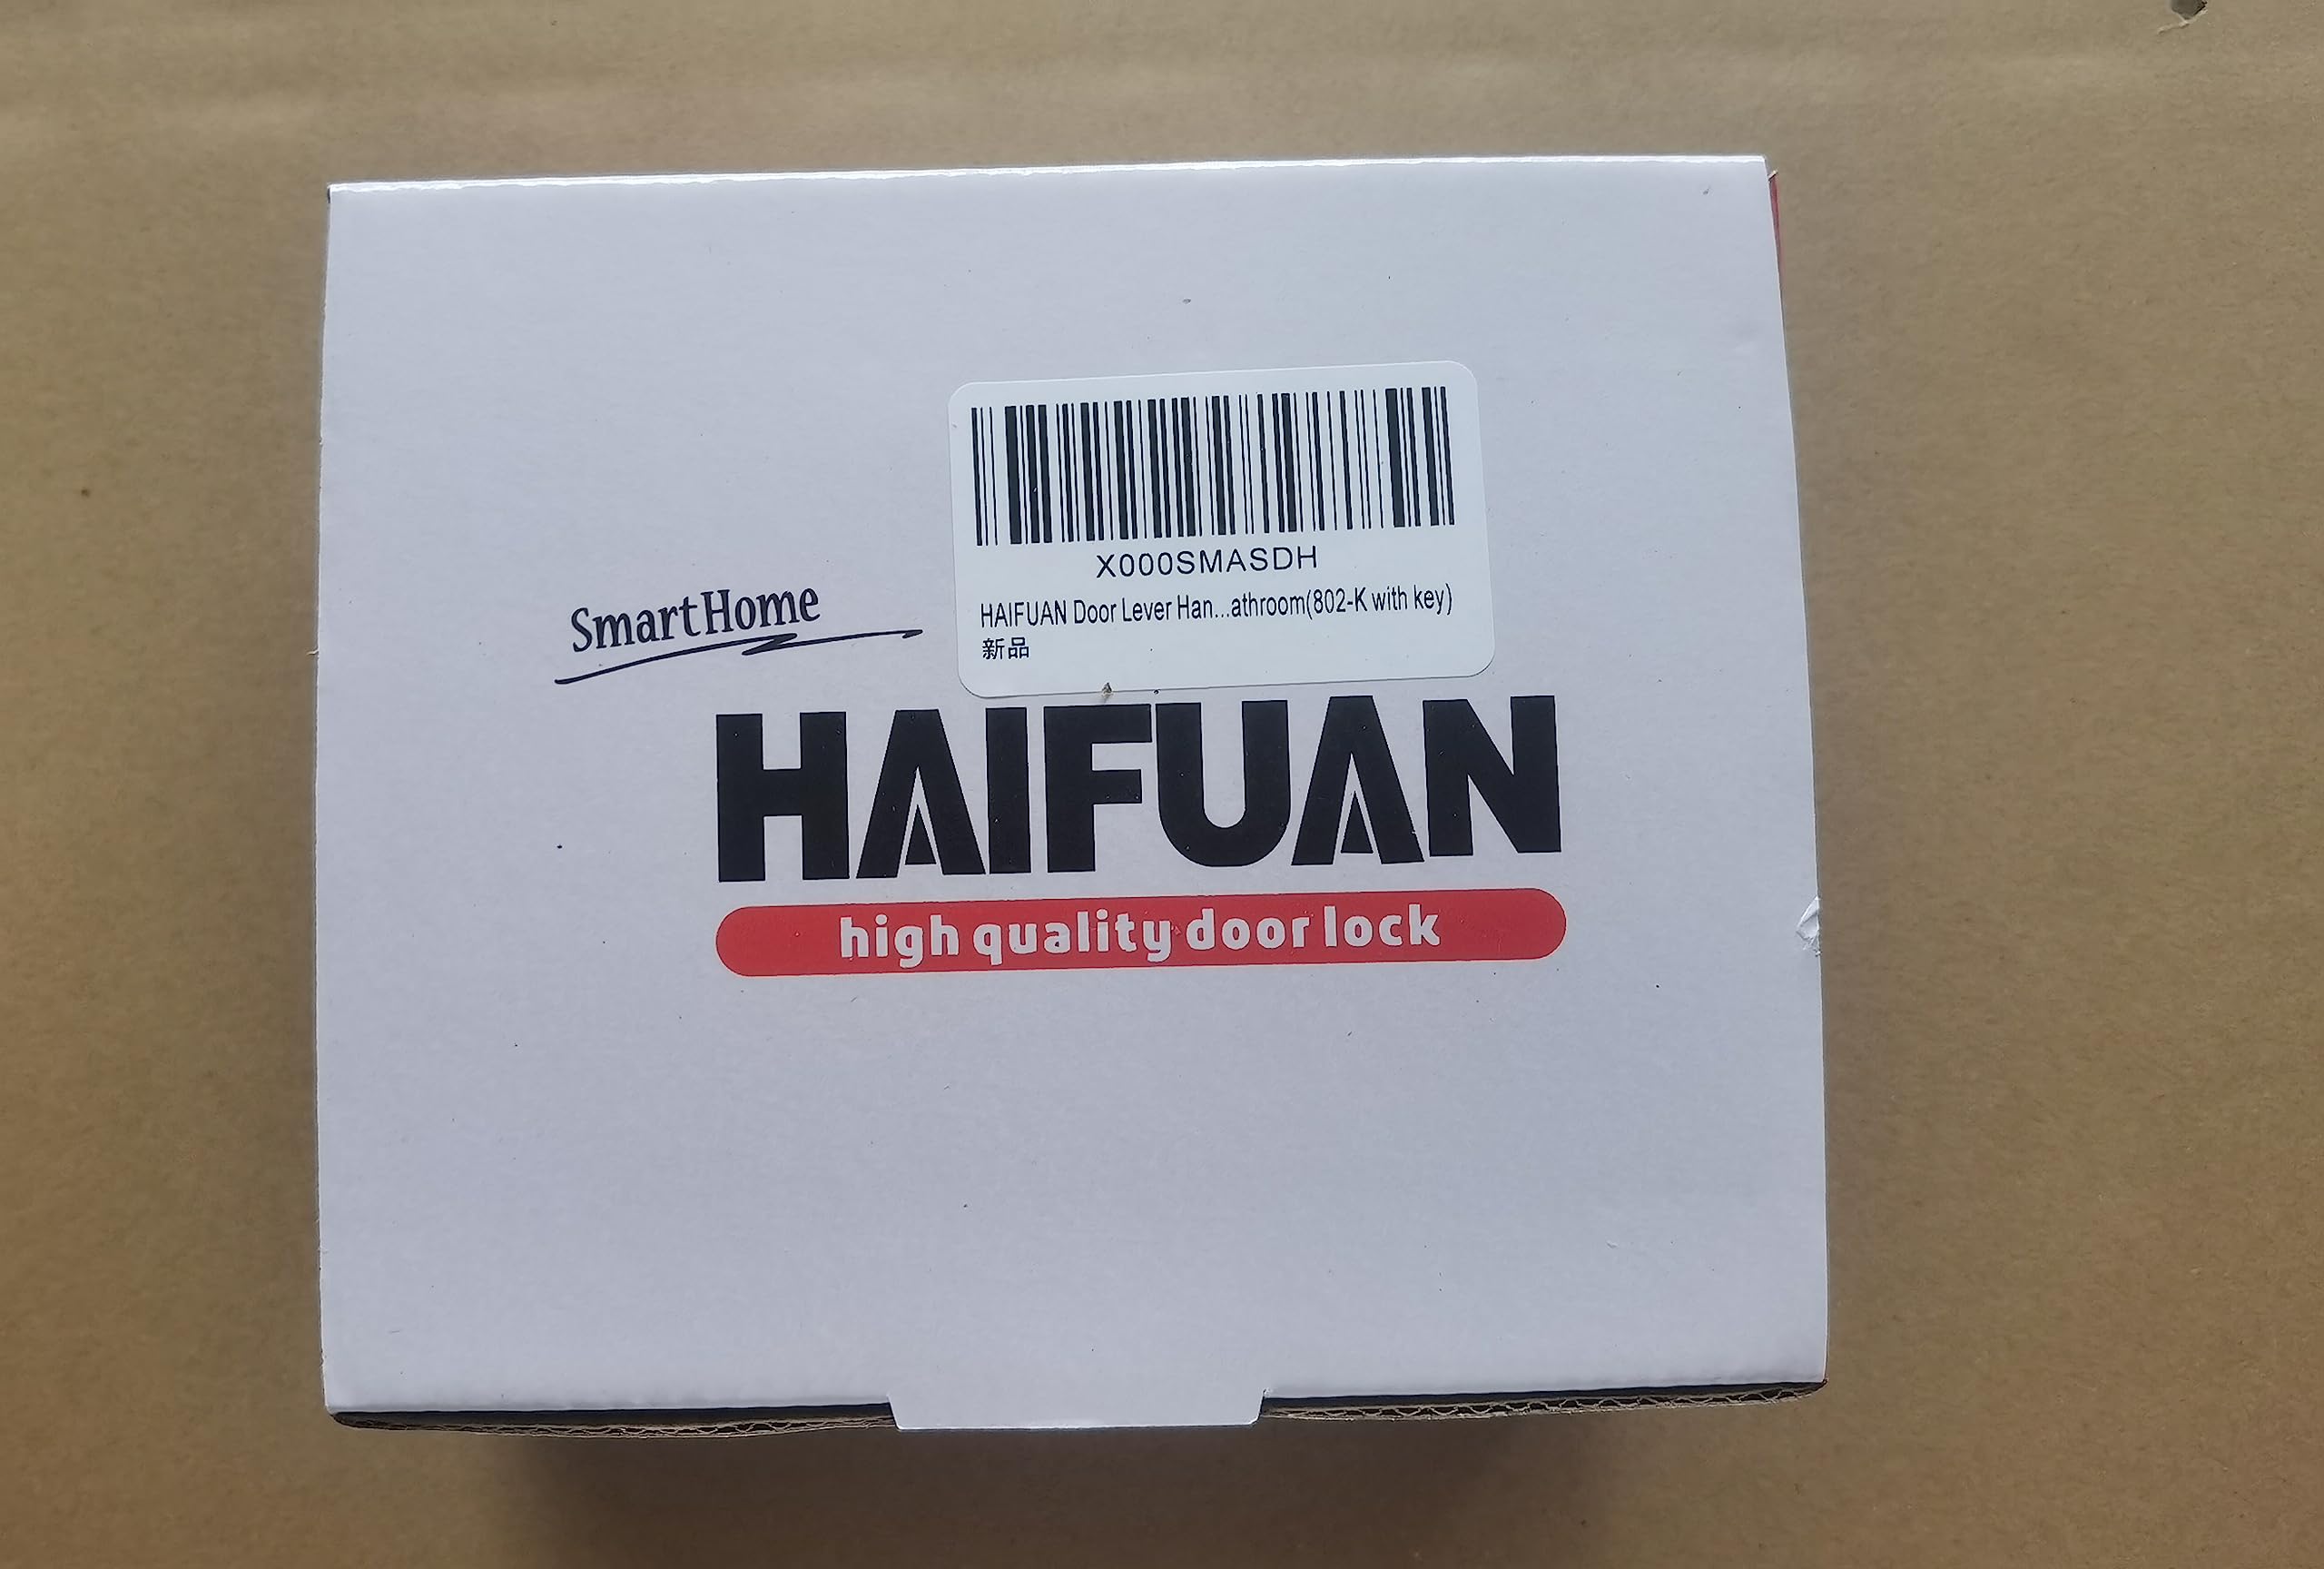 X000SMASDH
HAIFUAN Door Lever Han...athroom(802-K with key)
新品
SmartHome
HAIFUAN
high quality door lock